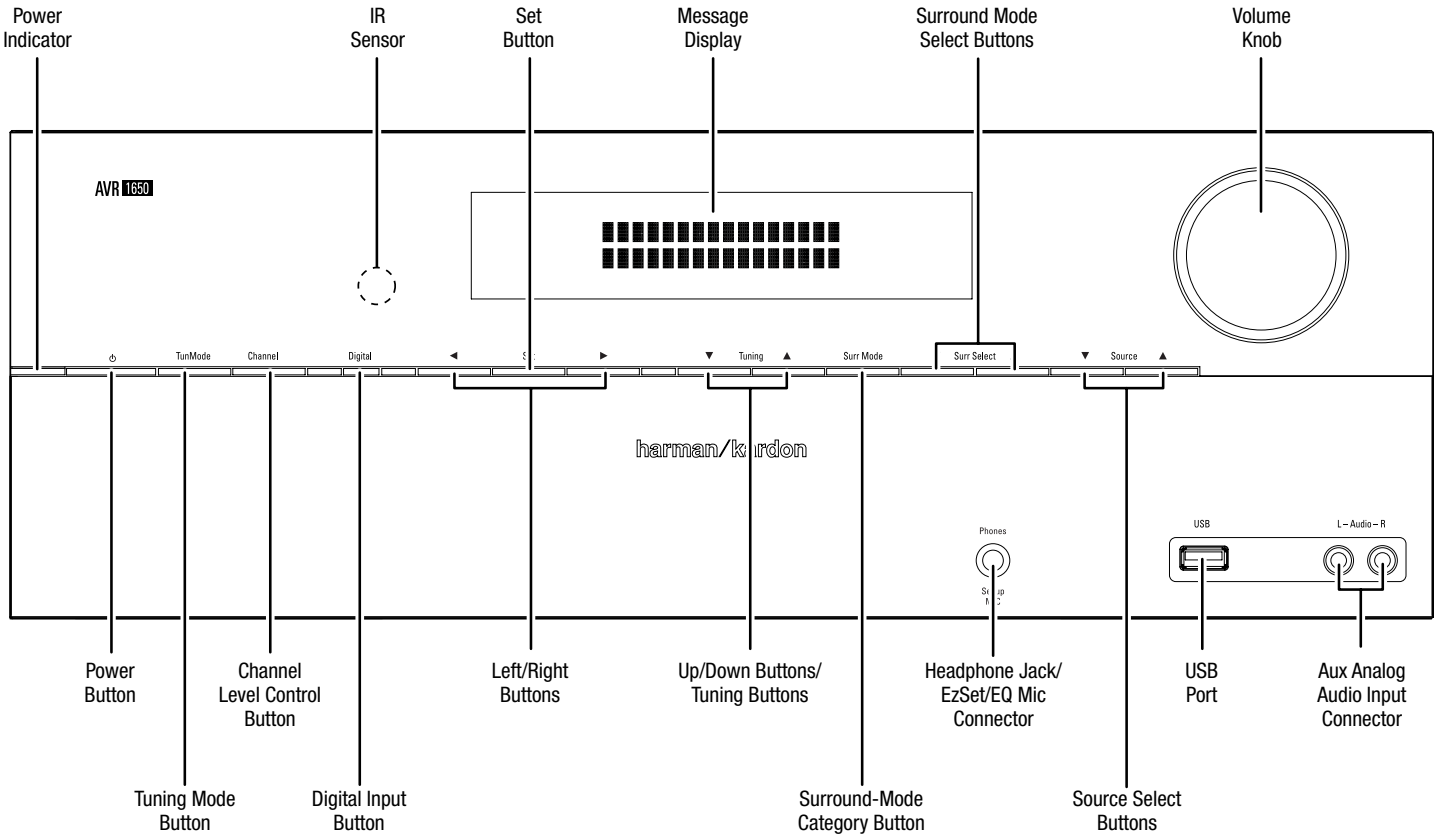 Power
Indicator
IR
Sensor
Set
Button
Message
Display
Surround Mode
Select Buttons
Volume
Knob
AVR 1650
TunMode
Channel
Digital
Tuning
Surr Mode
Surr Select
Source
harman/kardon
Phones
USB
L – Audio – R
Power
Button
Channel
Level Control
Button
Left/Right
Buttons
Up/Down Buttons/
Tuning Buttons
Headphone Jack/
EzSet/EQ Mic
Connector
USB
Port
Aux Analog
Audio Input
Connector
Tuning Mode
Button
Digital Input
Button
Surround-Mode
Category Button
Source Select
Buttons